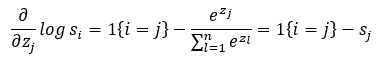 ∂/∂z_j log s_i = 1{i = j} − e^{z_j} / ∑_{l=1}^{n} e^{z_l} = 1{i = j} − s_j